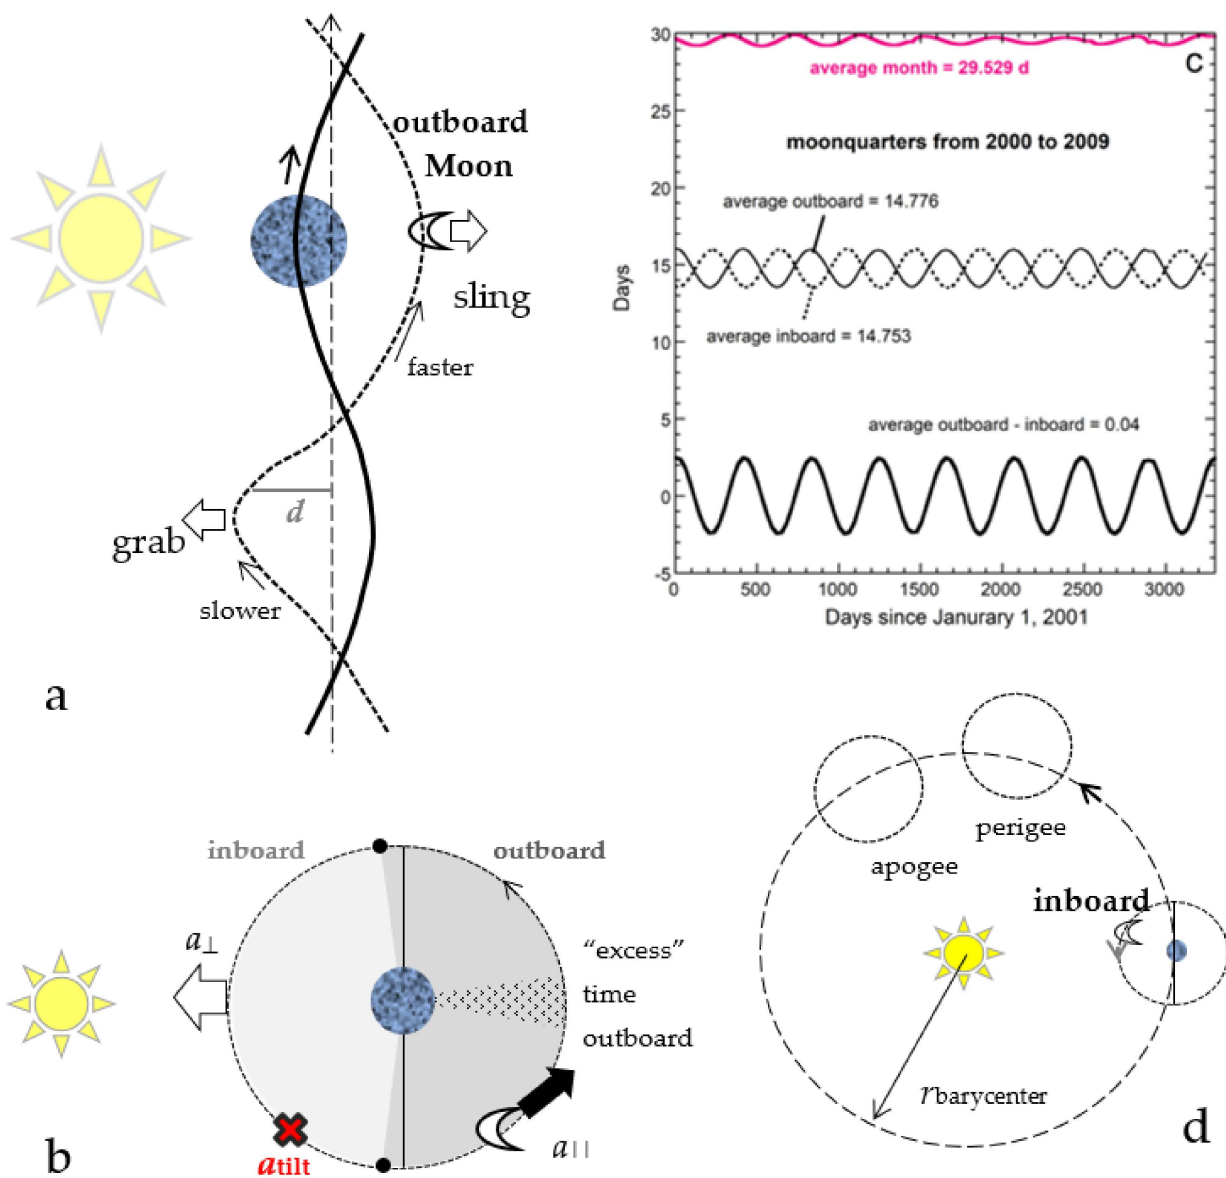 outboard
Moon
sling
faster
d
grab
slower
a
30
25
20
15
10
5
0
-5
Days
C
average month = 29.529 d
moonquarters from 2000 to 2009
average outboard = 14.776
average inboard = 14.753
average outboard - inboard = 0.04
0 500 1000 1500 2000 2500 3000
Days since Janurary 1, 2001
inboard
outboard
a⊥
"excess"
time
outboard
a||
atilt
b
perigee
apogee
inboard
rbarycenter
d